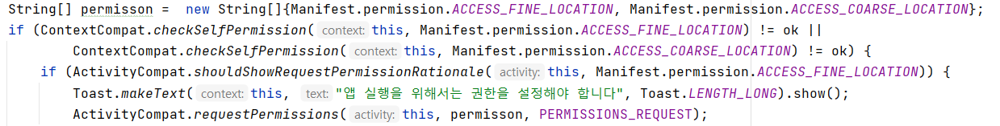 String[] permisson =  new String[]{Manifest.permission.ACCESS_FINE_LOCATION, Manifest.permission.ACCESS_COARSE_LOCATION};
if (ContextCompat.checkSelfPermission( context: this, Manifest.permission.ACCESS_FINE_LOCATION) != ok ||
        ContextCompat.checkSelfPermission( context: this, Manifest.permission.ACCESS_COARSE_LOCATION) != ok) {
    if (ActivityCompat.shouldShowRequestPermissionRationale( activity: this, Manifest.permission.ACCESS_FINE_LOCATION)) {
        Toast.makeText( context: this, text: "앱 실행을 위해서는 권한을 설정해야 합니다", Toast.LENGTH_LONG).show();
        ActivityCompat.requestPermissions( activity: this, permisson, PERMISSIONS_REQUEST);